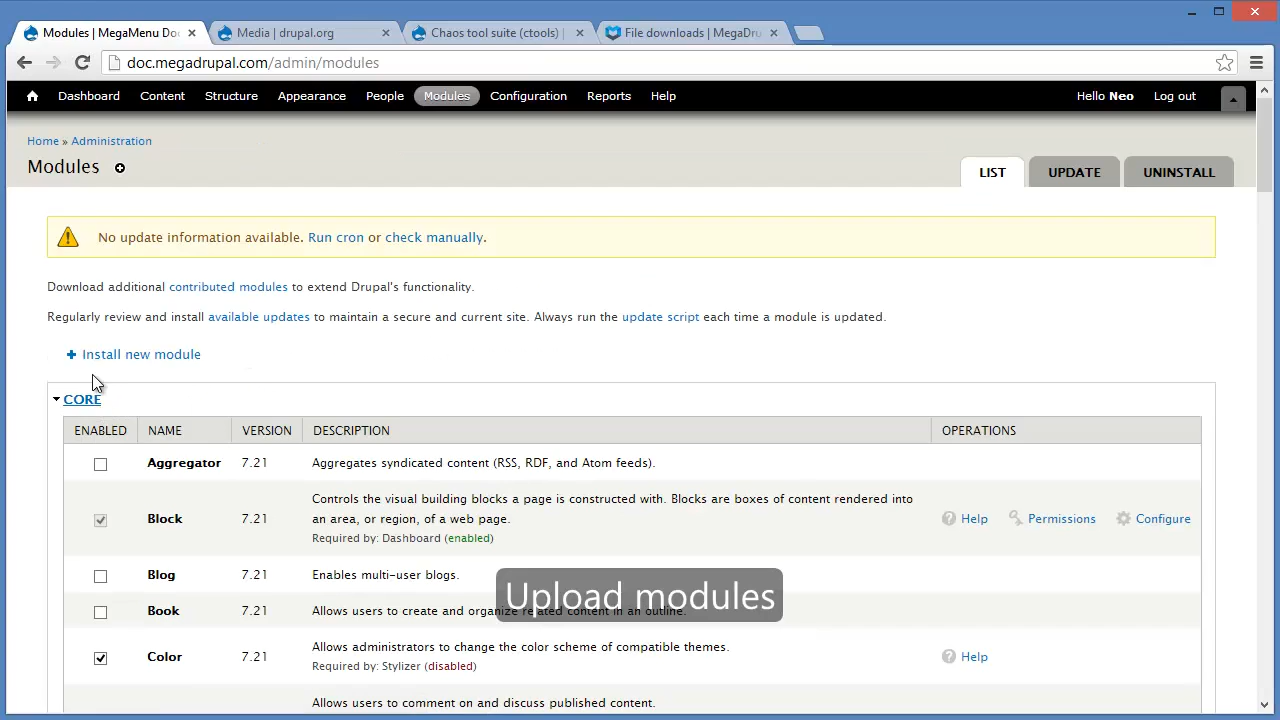 Modules | MegaMenu Do
Media | drupal.org
Chaos tool suite (ctools) |
File downloads | MegaDru
doc.megadrupal.com/admin/modules
Dashboard Content Structure Appearance People Modules Configuration Reports Help Hello Neo Log out
Home » Administration
Modules
LIST UPDATE UNINSTALL
No update information available. Run cron or check manually.
Download additional contributed modules to extend Drupal's functionality.
Regularly review and install available updates to maintain a secure and current site. Always run the update script each time a module is updated.
+ Install new module
CORE
ENABLED NAME VERSION DESCRIPTION OPERATIONS
Aggregator 7.21 Aggregates syndicated content (RSS, RDF, and Atom feeds).
Controls the visual building blocks a page is constructed with. Blocks are boxes of content rendered into
Block 7.21 an area, or region, of a web page. Help Permissions Configure
Required by: Dashboard (enabled)
Blog 7.21 Enables multi-user blogs.
Upload modules
Book 7.21 Allows users to create and organize related content in an outline.
Allows administrators to change the color scheme of compatible themes.
Color 7.21 Help
Required by: Stylizer (disabled)
Allows users to comment on and discuss published content.